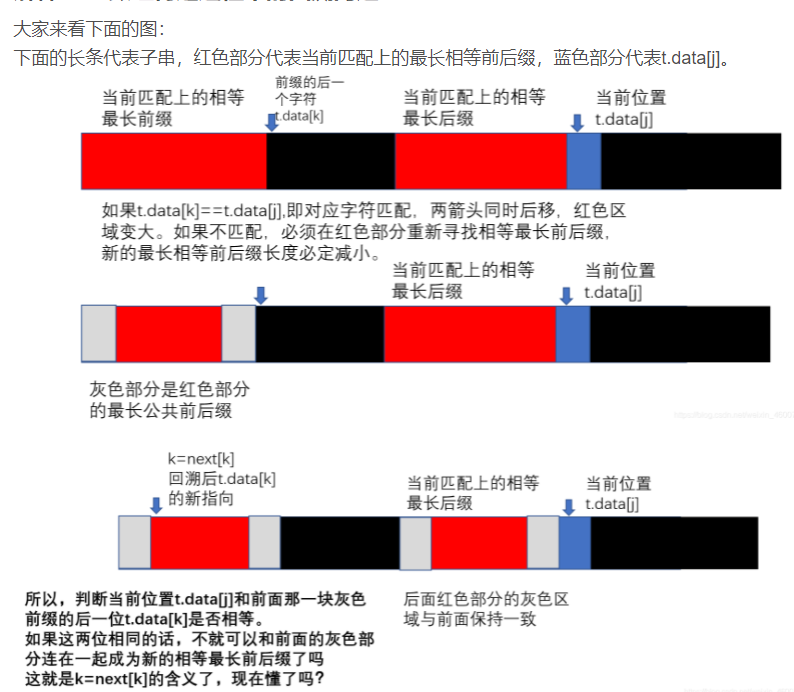 大家来看下面的图：
下面的长条代表子串，红色部分代表当前匹配上的最长相等前后缀，蓝色部分代表t.data[j]。
当前匹配上的相等
最长前缀
前缀的后一
个字符
t.data[k]
当前匹配上的相等
最长后缀
当前位置
t.data[j]
如果t.data[k]==t.data[j],即对应字符匹配，两箭头同时后移，红色区
域变大。如果不匹配，必须在红色部分重新寻找相等最长前后缀，
新的最长相等前后缀长度必定减小。
当前匹配上的相等
最长后缀
当前位置
t.data[j]
灰色部分是红色部分
的最长公共前后缀
k=next[k]
回溯后t.data[k]
的新指向
当前匹配上的相等
最长后缀
当前位置
t.data[j]
所以，判断当前位置t.data[j]和前面那一块灰色
前缀的后一位t.data[k]是否相等。
如果这两位相同的话，不就可以和前面的灰色部
分连在一起成为新的相等最长前后缀了吗
这就是k=next[k]的含义了，现在懂了吗？
后面红色部分的灰色区
域与前面保持一致